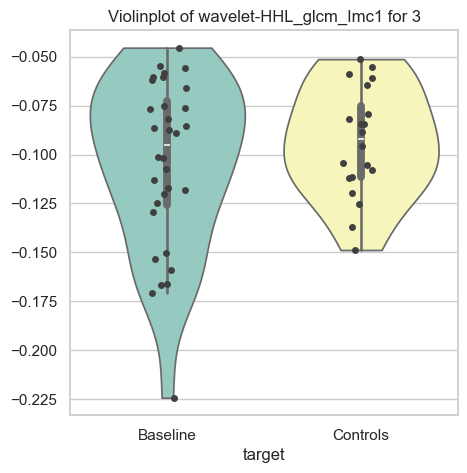 Violinplot of wavelet-HHL_glcm_Imc1 for 3
−0.050
−0.075
−0.100
−0.125
−0.150
−0.175
−0.200
−0.225
Baseline Controls
target